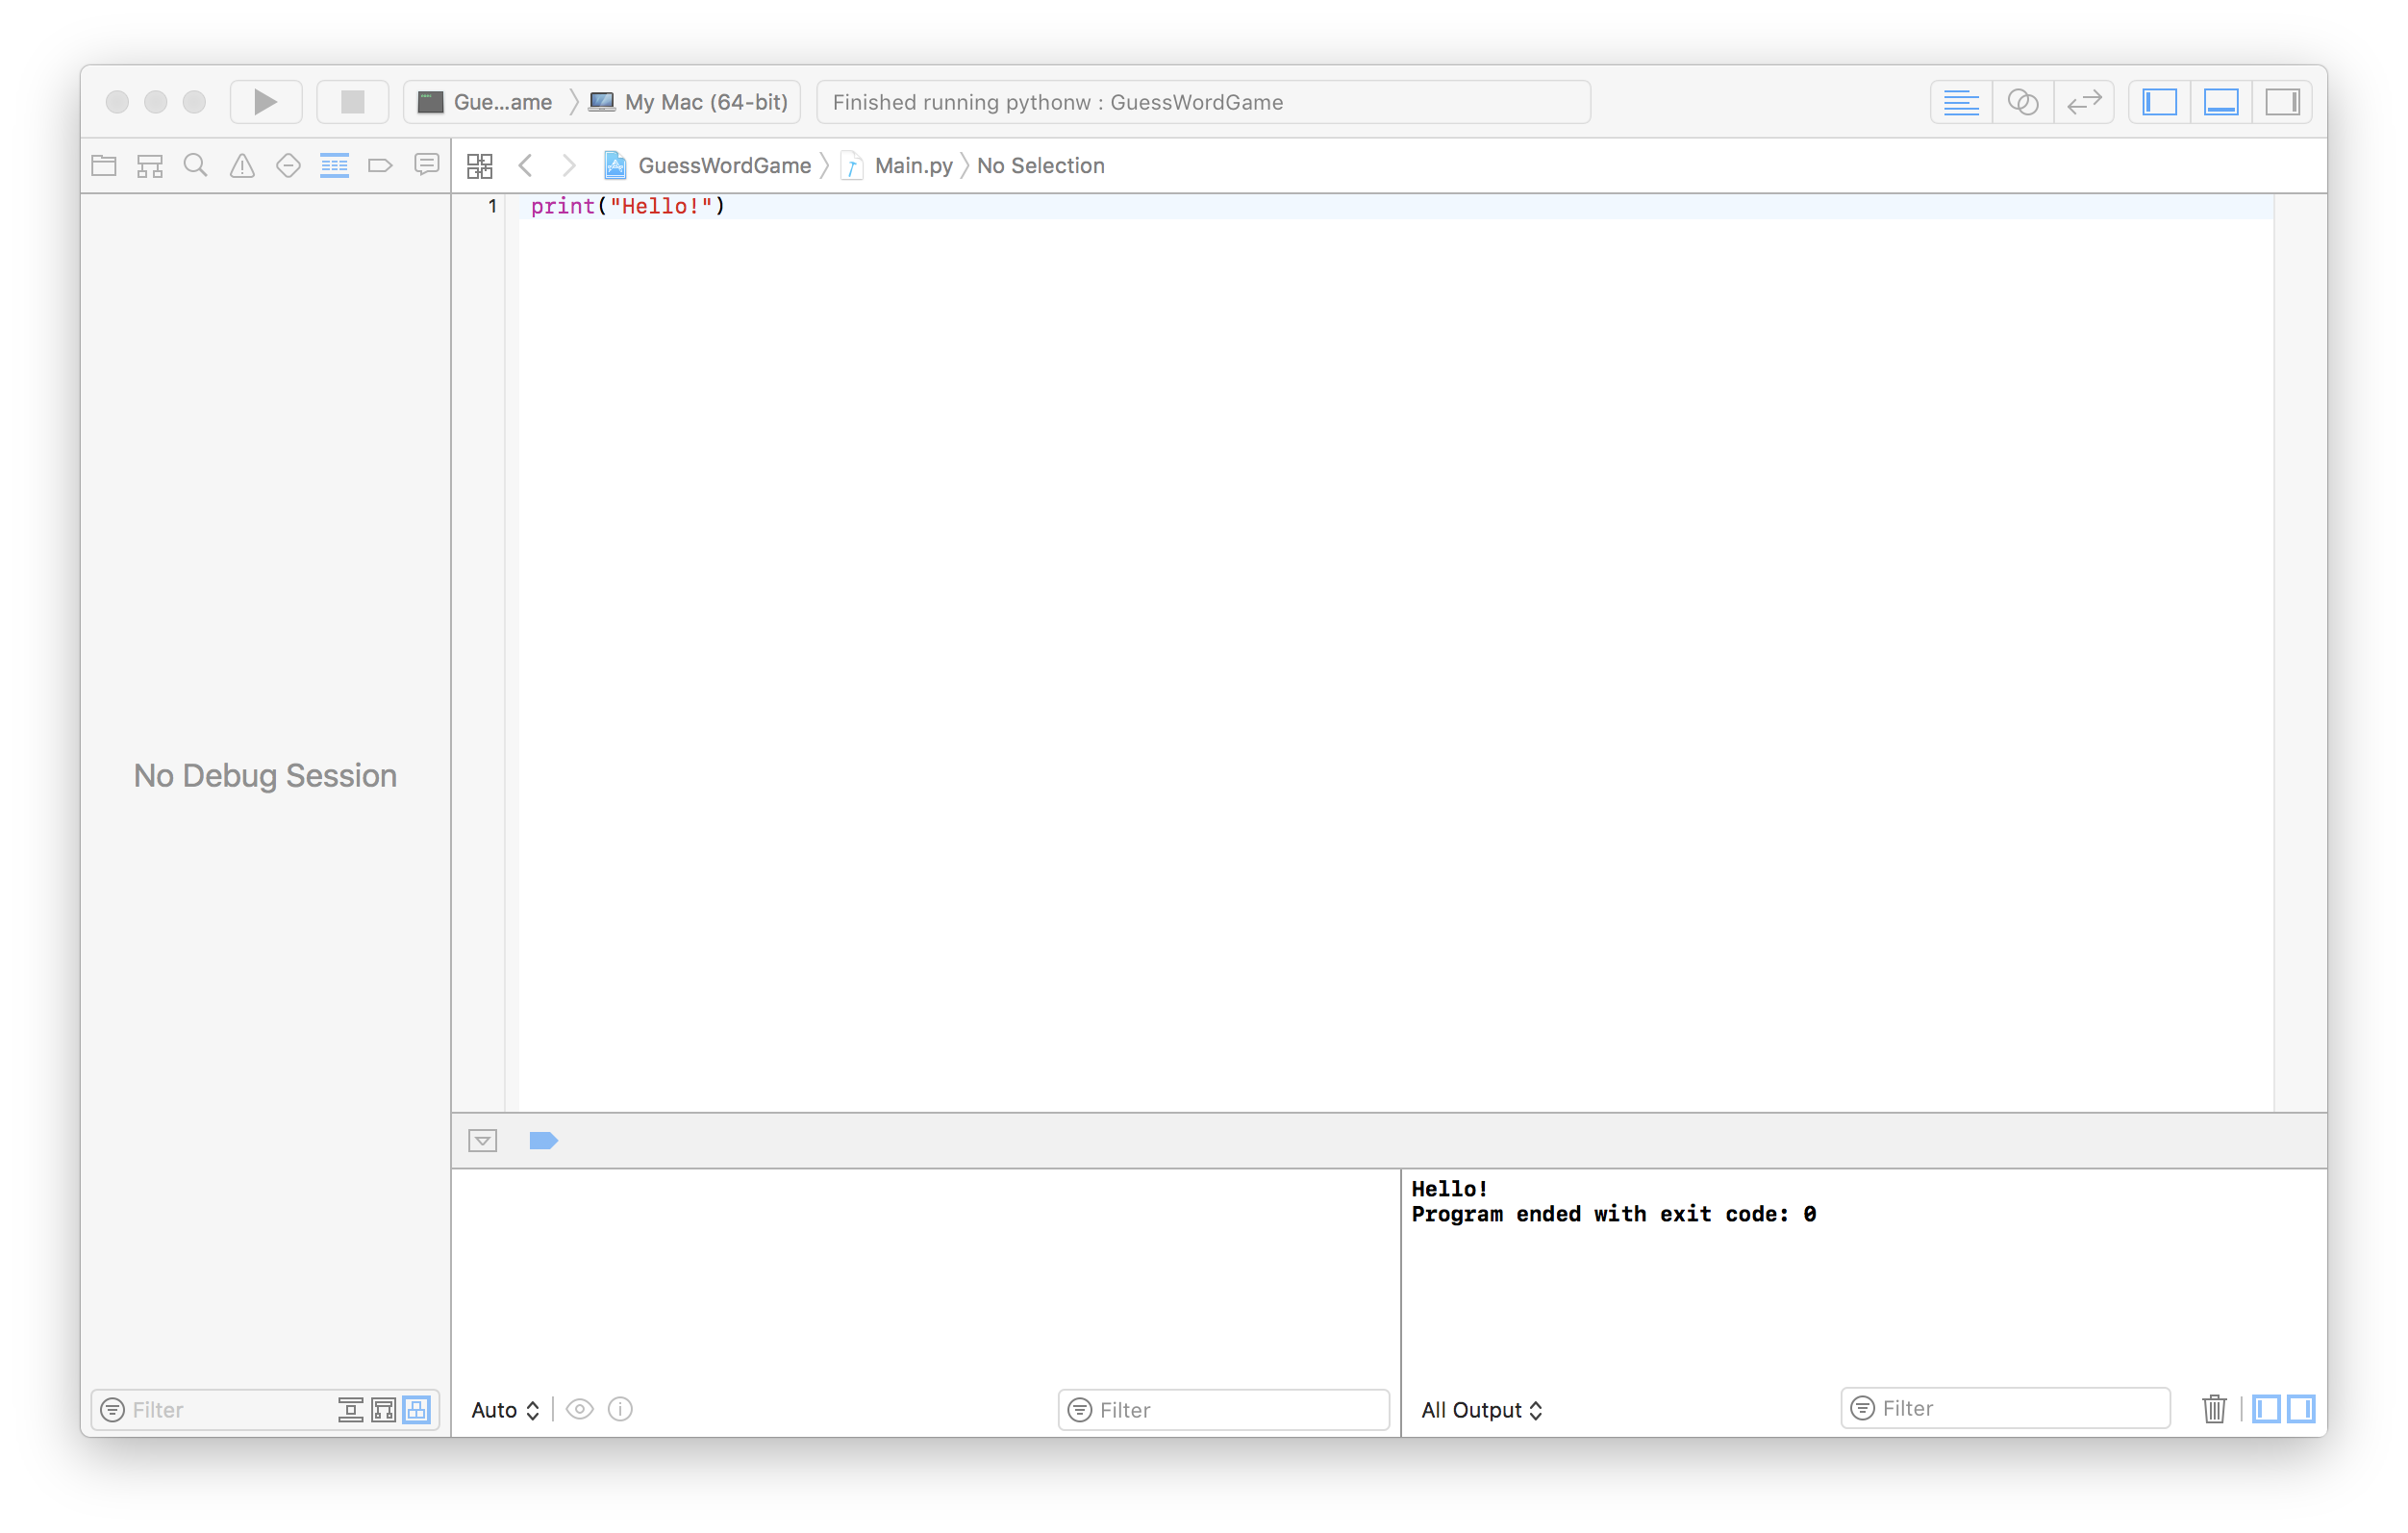 Gue...ame My Mac (64-bit) Finished running pythonw : GuessWordGame
GuessWordGame Main.py No Selection
1 print("Hello!")
No Debug Session
Hello!
Program ended with exit code: 0
Filter Auto Filter All Output Filter